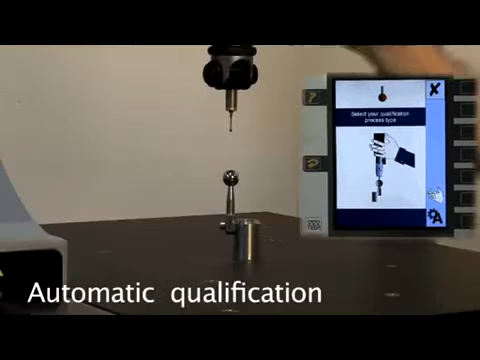 Select your qualification
process type
A
Automatic qualification